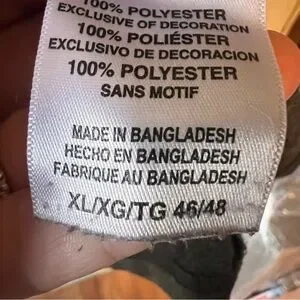 100% POLYESTER
EXCLUSIVE OF DECORATION
100% POLIÉSTER
EXCLUSIVO DE DECORACION
100% POLYESTER
SANS MOTIF
MADE IN BANGLADESH
HECHO EN BANGLADESH
FABRIQUE AU BANGLADESH
XL/XG/TG 46/48